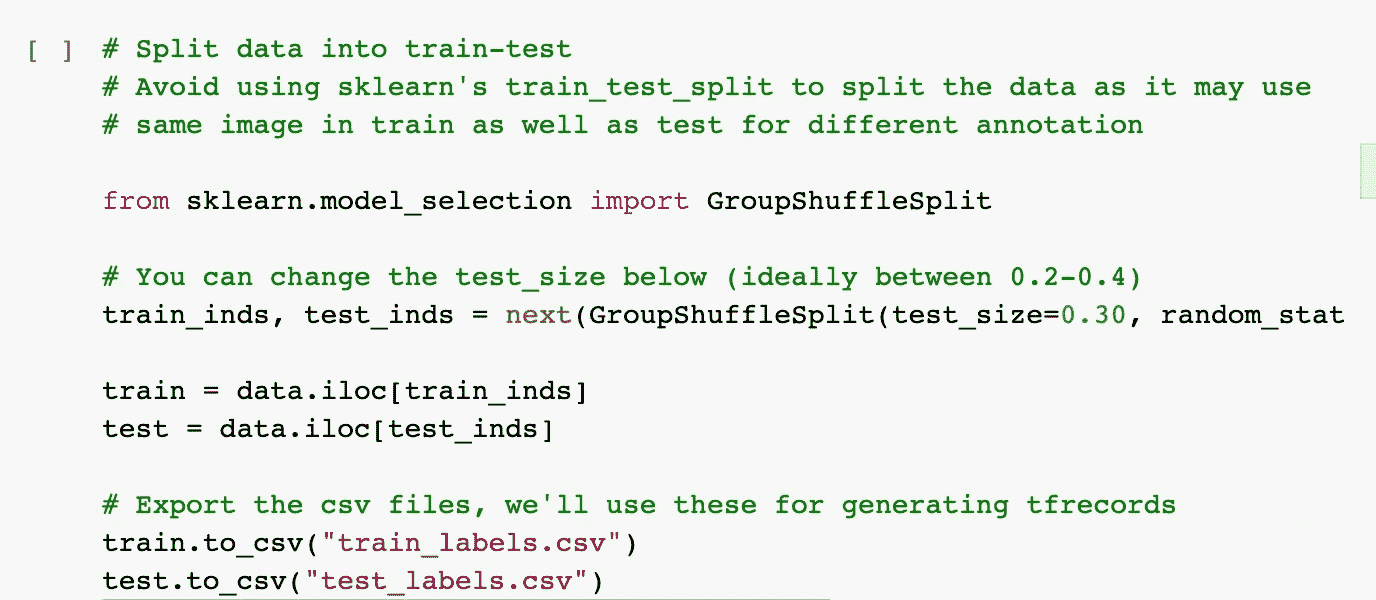 [ ] # Split data into train-test
# Avoid using sklearn's train_test_split to split the data as it may use
# same image in train as well as test for different annotation
from sklearn.model_selection import GroupShuffleSplit
# You can change the test_size below (ideally between 0.2-0.4)
train_inds, test_inds = next(GroupShuffleSplit(test_size=0.30, random_stat
train = data.iloc[train_inds]
test = data.iloc[test_inds]
# Export the csv files, we'll use these for generating tfrecords
train.to_csv("train_labels.csv")
test.to_csv("test_labels.csv")